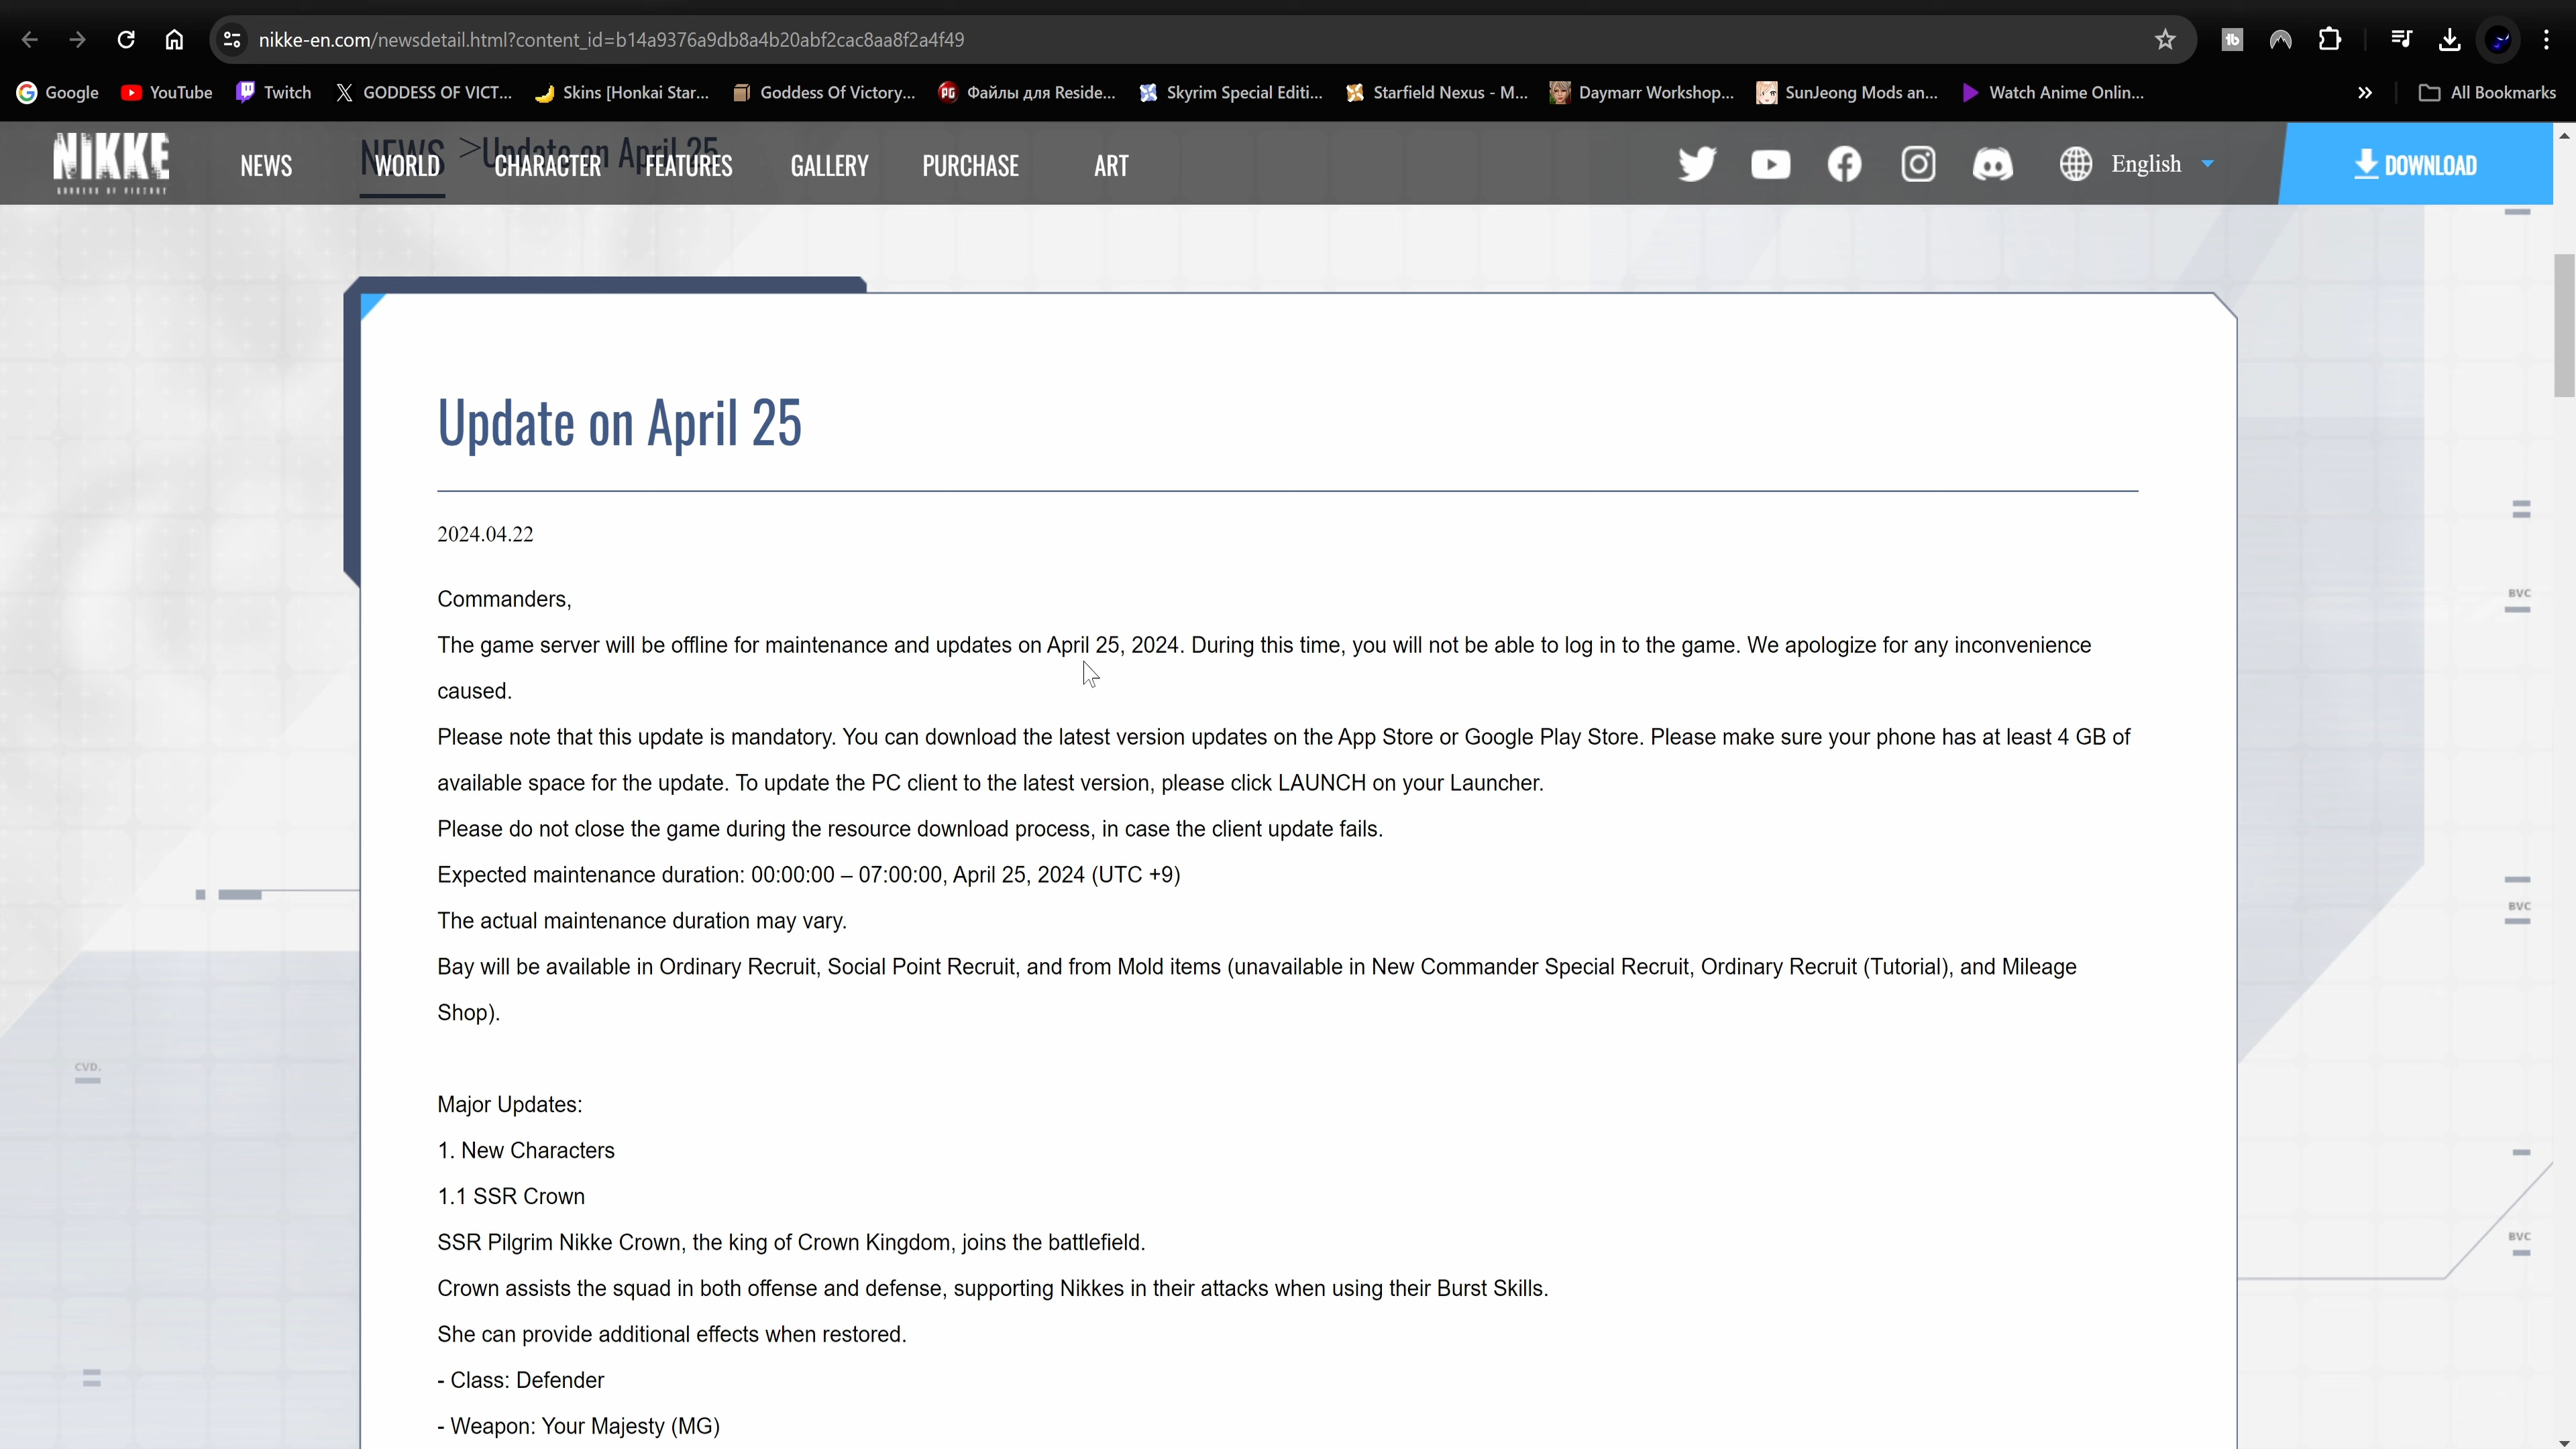 nikke-en.com/newsdetail.html?content_id=b14a9376a9db8a4b20abf2cac8aa8f2a4f49
Google YouTube Twitch GODDESS OF VICT... Skins [Honkai Star... Goddess Of Victory... Файлы для Reside... Skyrim Special Editi... Starfield Nexus - M... Daymarr Workshop... SunJeong Mods an... Watch Anime Onlin... All Bookmarks
NEWS >Update on April 25
NIKKE
GODDESS OF VICTORY
NEWS WORLD CHARACTER FEATURES GALLERY PURCHASE ART English DOWNLOAD
Update on April 25
2024.04.22
Commanders,
The game server will be offline for maintenance and updates on April 25, 2024. During this time, you will not be able to log in to the game. We apologize for any inconvenience
caused.
Please note that this update is mandatory. You can download the latest version updates on the App Store or Google Play Store. Please make sure your phone has at least 4 GB of
available space for the update. To update the PC client to the latest version, please click LAUNCH on your Launcher.
Please do not close the game during the resource download process, in case the client update fails.
Expected maintenance duration: 00:00:00 – 07:00:00, April 25, 2024 (UTC +9)
The actual maintenance duration may vary.
Bay will be available in Ordinary Recruit, Social Point Recruit, and from Mold items (unavailable in New Commander Special Recruit, Ordinary Recruit (Tutorial), and Mileage
Shop).
Major Updates:
1. New Characters
1.1 SSR Crown
SSR Pilgrim Nikke Crown, the king of Crown Kingdom, joins the battlefield.
Crown assists the squad in both offense and defense, supporting Nikkes in their attacks when using their Burst Skills.
She can provide additional effects when restored.
- Class: Defender
- Weapon: Your Majesty (MG)
BVC
BVC
CVD.
BVC